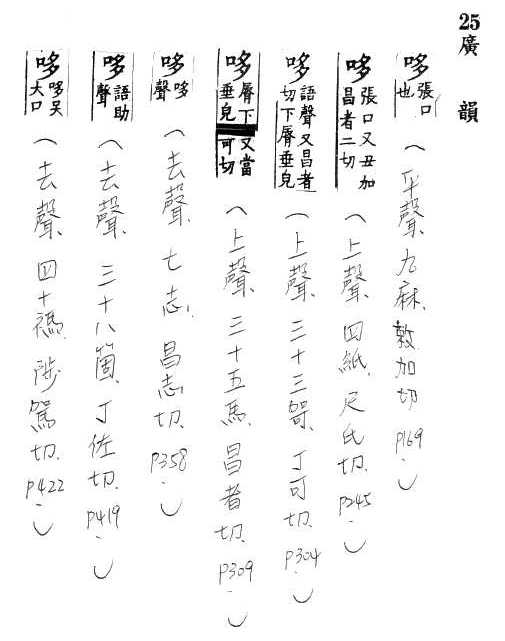 25廣韻
哆張口也(平聲、九麻、敦加切 P169.)
哆張口又丑加昌者二切(上聲、四紙、尺氏切、P245.)
哆語聲又昌者切下脣垂皃(上聲、三十三哿、丁可切、P304.)
哆脣下垂皃又當可切(上聲、三十五馬、昌者切、P309.)
哆哆聲(去聲、七志、昌志切、P358.)
哆語助聲(去聲、三十八箇、丁佐切、P419.)
哆哆吴大口(去聲、四十禡、陟駕切、P422.)